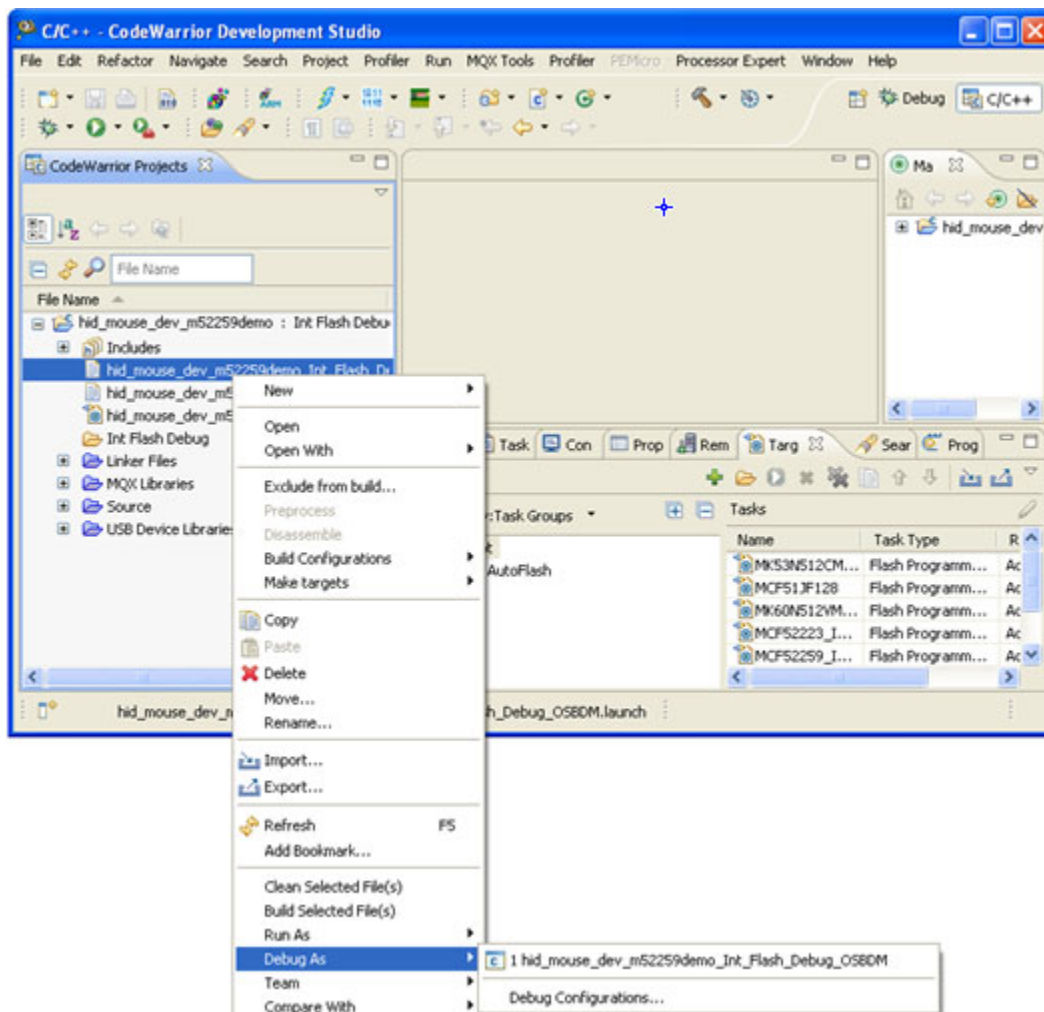 C/C++ - CodeWarrior Development Studio
File Edit Refactor Navigate Search Project Profiler Run MQX Tools Profiler PEMicro Processor Expert Window Help
Debug C/C++
CodeWarrior Projects
Ma
File Name
File Name
hid_mouse_dev
hid_mouse_dev_m52259demo : Int Flash Debu
Includes
hid_mouse_dev_m52259demo_Int_Flash_De
hid_mouse_dev_m5
hid_mouse_dev_m5
Int Flash Debug
Linker Files
MQX Libraries
Source
USB Device Libraries
New
Open
Open With
Exclude from build...
Preprocess
Disassemble
Build Configurations
Make targets
Copy
Paste
Delete
Move...
Rename...
Import...
Export...
Refresh F5
Add Bookmark...
Clean Selected File(s)
Build Selected File(s)
Run As
Debug As
Team
Compare With
1 hid_mouse_dev_m52259demo_Int_Flash_Debug_OSBDM
Debug Configurations...
Task Con Prop Rem Targ Sear Prog
:Task Groups
AutoFlash
Tasks
Name Task Type R
MK53N512CM... Flash Programm... Ac
MCF51JF128 Flash Programm... Ac
MK60N512VM... Flash Programm... Ac
MCF52223_I... Flash Programm... Ac
MCF52259_I... Flash Programm... Ac
hid_mouse_dev_m h_Debug_OSBDM.launch